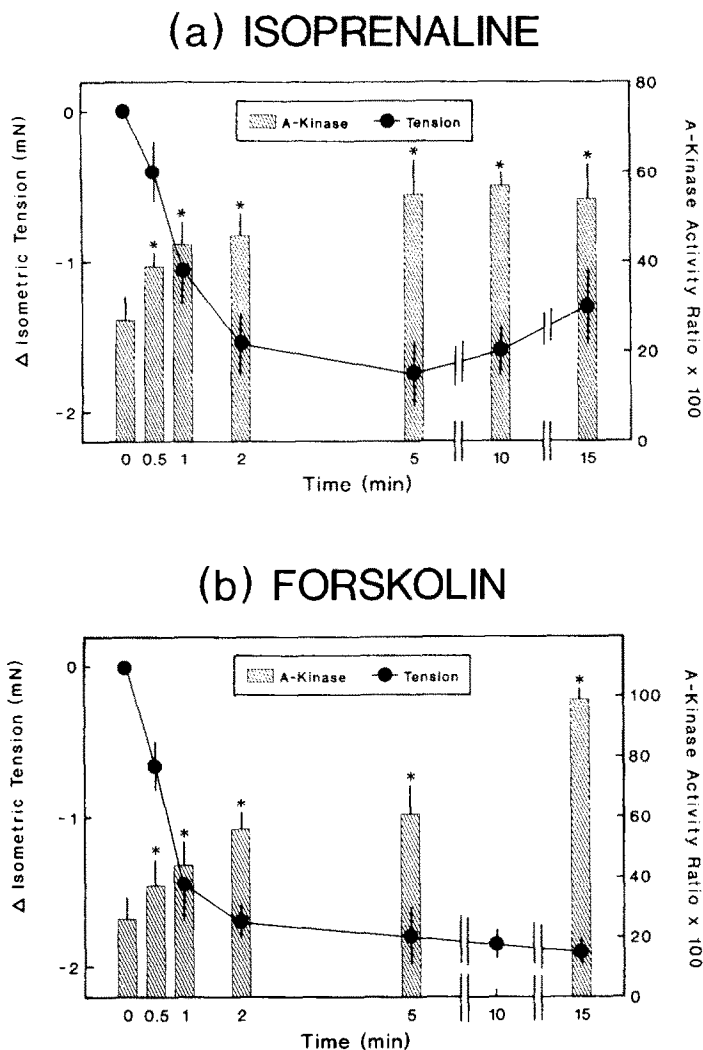 (a) ISOPRENALINE
Δ Isometric Tension (mN)
0
-1
-2
A-Kinase
Tension
*
*
*
*
*
*
80
60
40
20
0
A-Kinase Activity Ratio x 100
0 0.5 1 2 5 10 15
Time (min)
(b) FORSKOLIN
Δ Isometric Tension (mN)
0
-1
-2
A-Kinase
Tension
*
*
*
*
*
100
80
60
40
20
0
A-Kinase Activity Ratio x 100
0 0.5 1 2 5 10 15
Time (min)